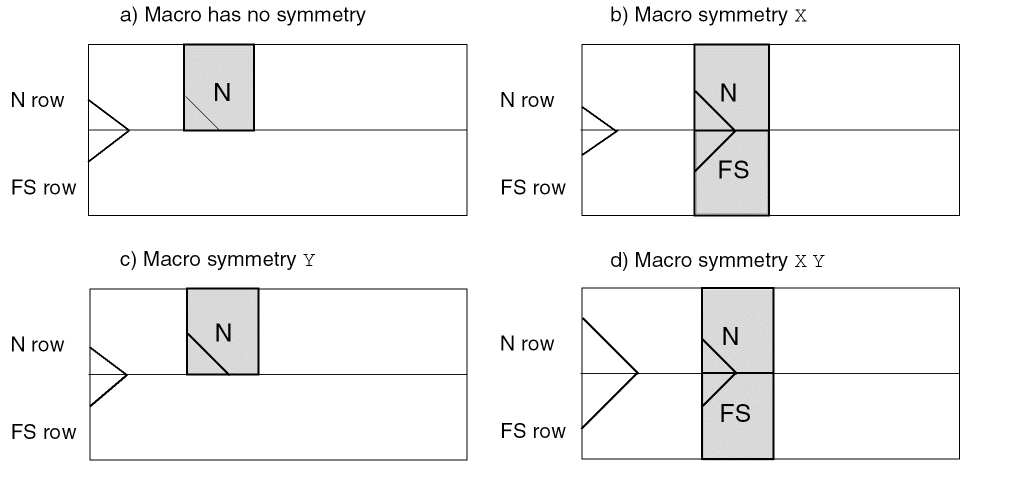 a) Macro has no symmetry
b) Macro symmetry X
N row
N
N row
N
FS row
FS row
FS
c) Macro symmetry Y
d) Macro symmetry X Y
N row
N
N row
N
FS row
FS row
FS